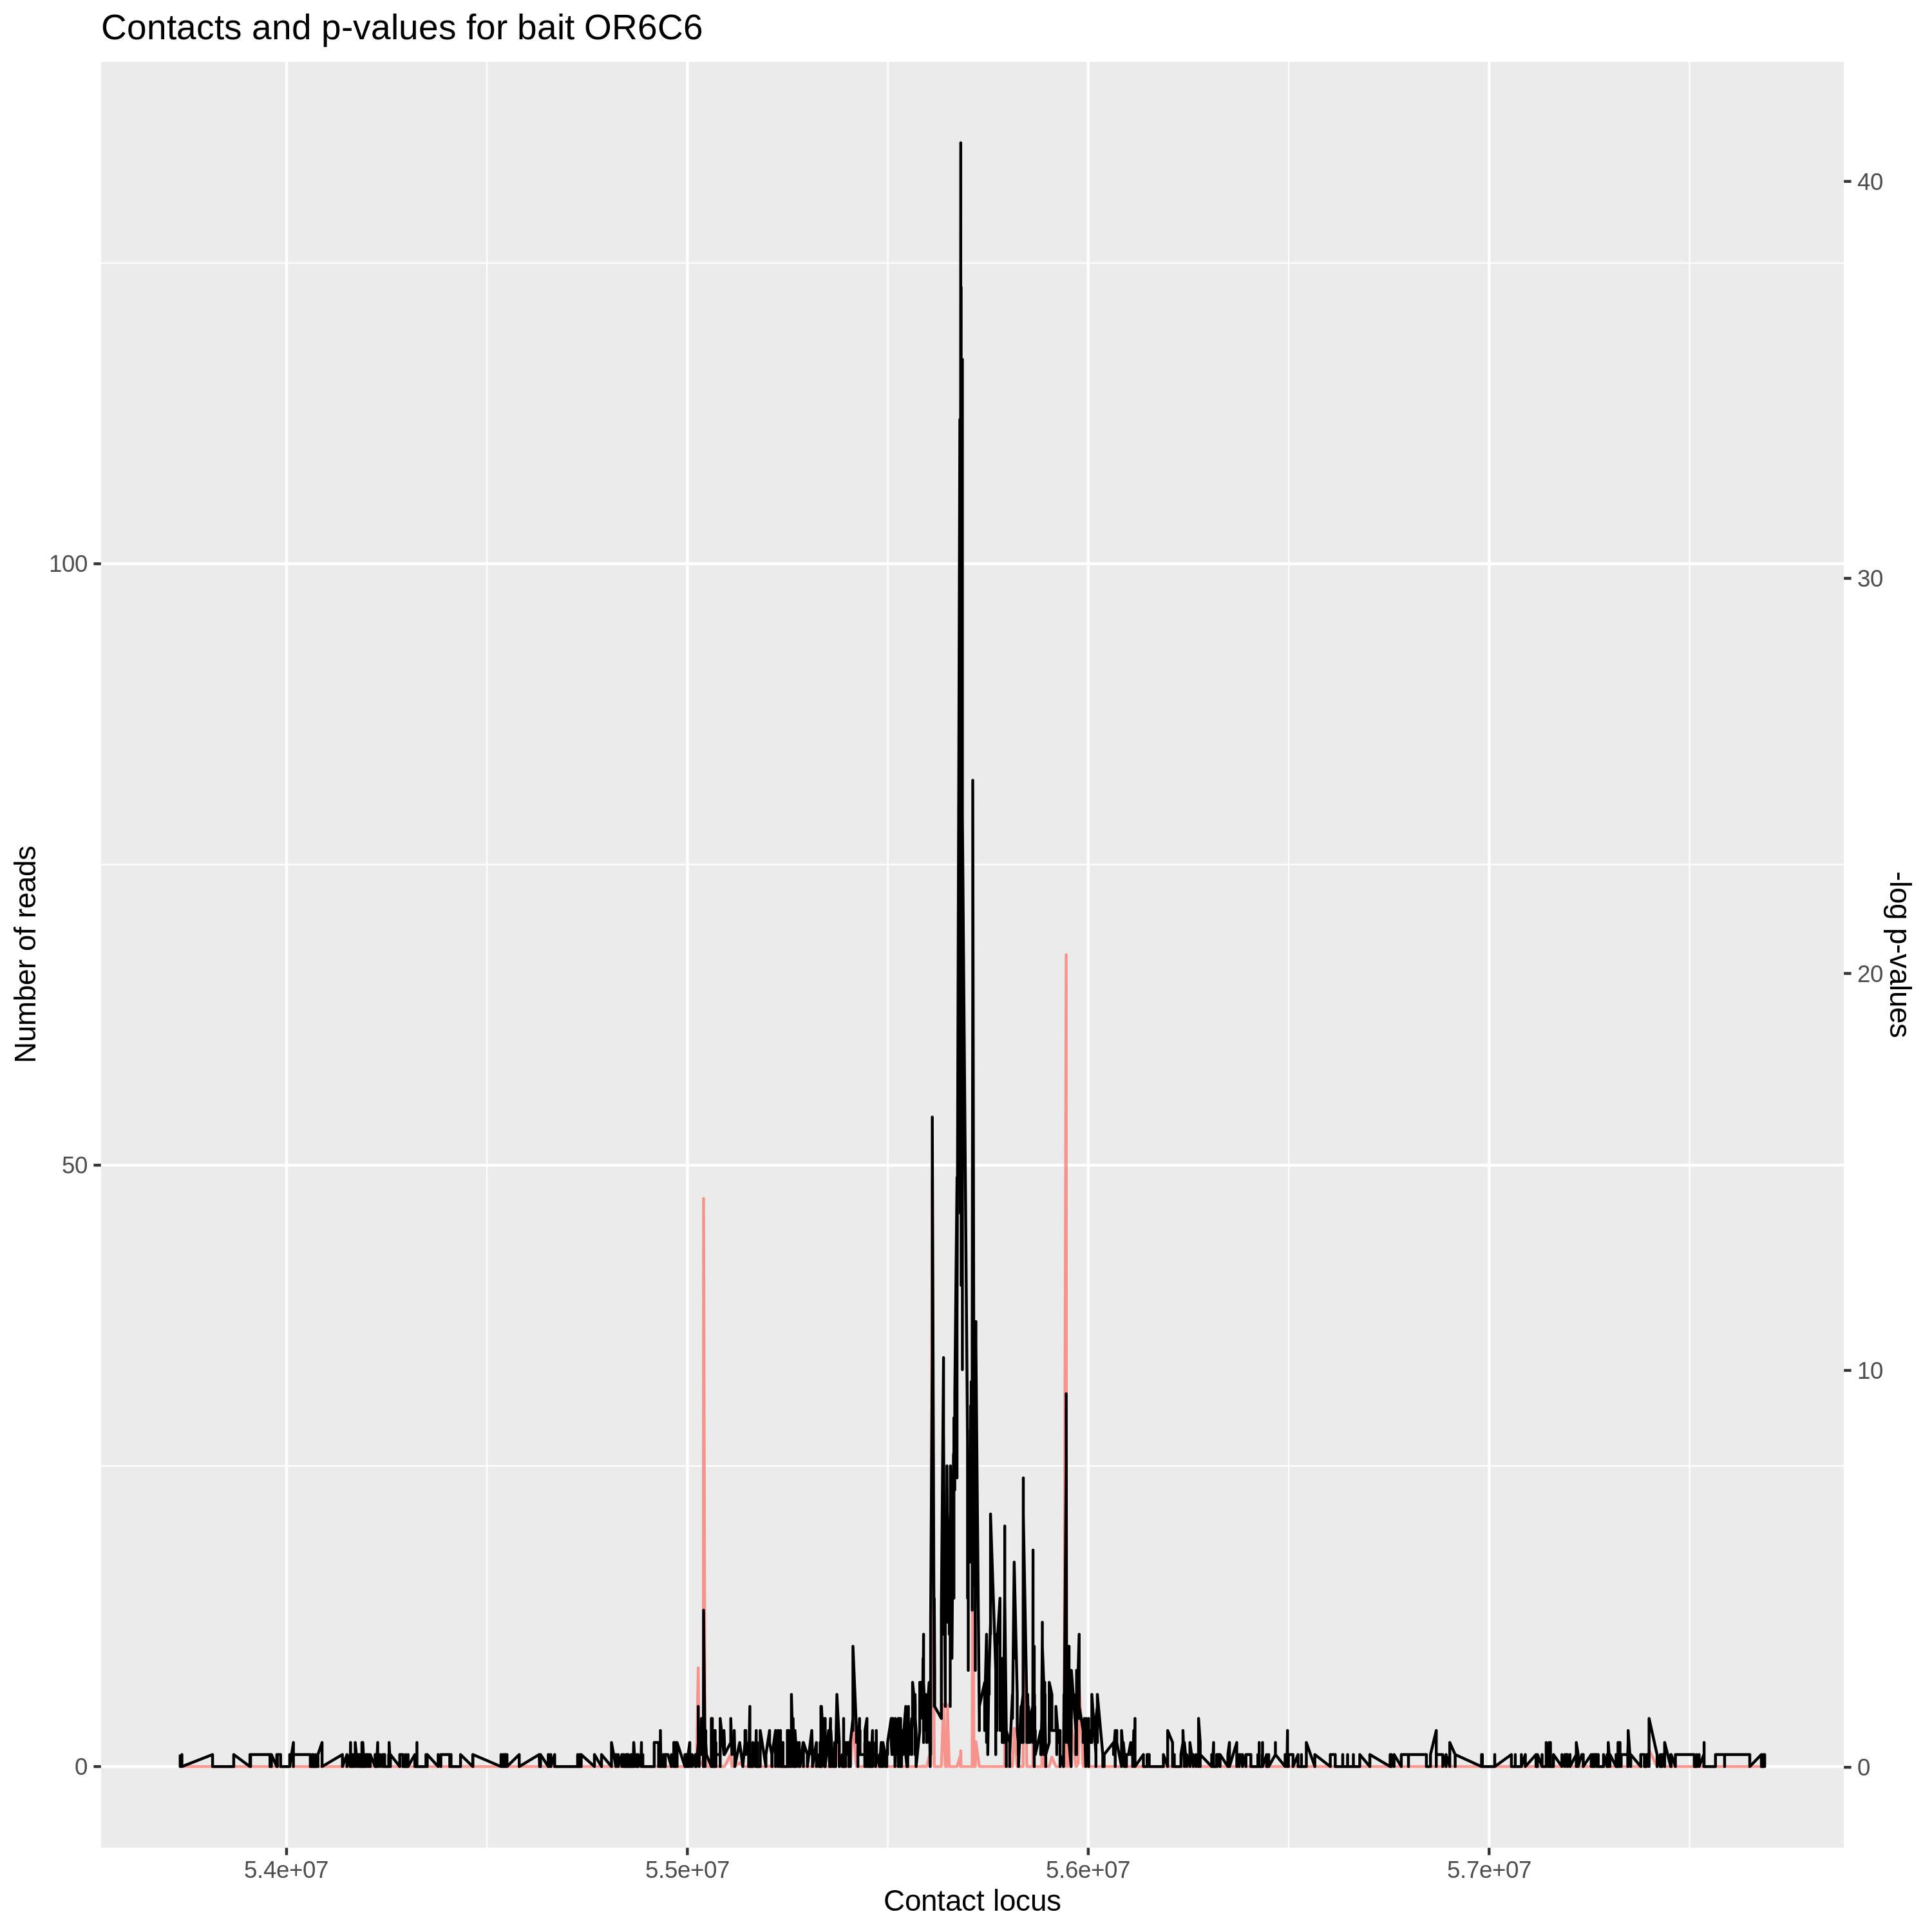 Contacts and p-values for bait OR6C6
Number of reads
100
50
0
40
30
20
10
0
-log p-values
5.4e+07
5.5e+07
5.6e+07
5.7e+07
Contact locus